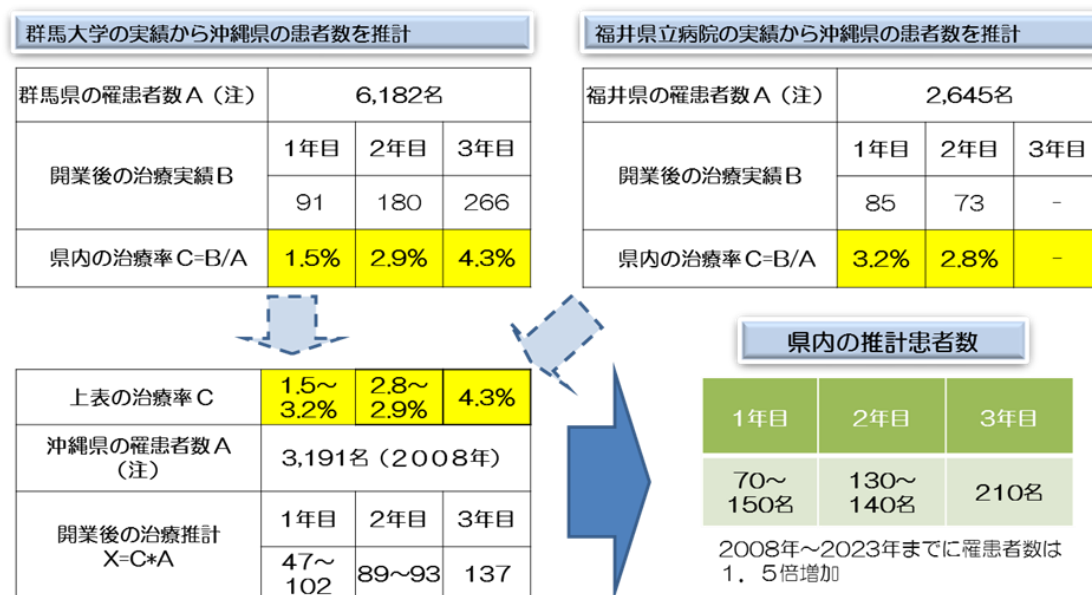 群馬大学の実績から沖縄県の患者数を推計
群馬県の罹患者数A（注）
6,182名
開業後の治療実績B
1年目 2年目 3年目
91 180 266
県内の治療率C=B/A
1.5% 2.9% 4.3%
福井県立病院の実績から沖縄県の患者数を推計
福井県の罹患者数A（注）
2,645名
開業後の治療実績B
1年目 2年目 3年目
85 73 -
県内の治療率C=B/A
3.2% 2.8% -
上表の治療率C
1.5～
3.2%
2.8～
2.9%
4.3%
沖縄県の罹患者数A
（注）
3,191名（2008年）
開業後の治療推計
X=C*A
1年目 2年目 3年目
47～
102
89～93
137
県内の推計患者数
1年目 2年目 3年目
70～
150名
130～
140名
210名
2008年～2023年までに罹患者数は
1．5倍増加